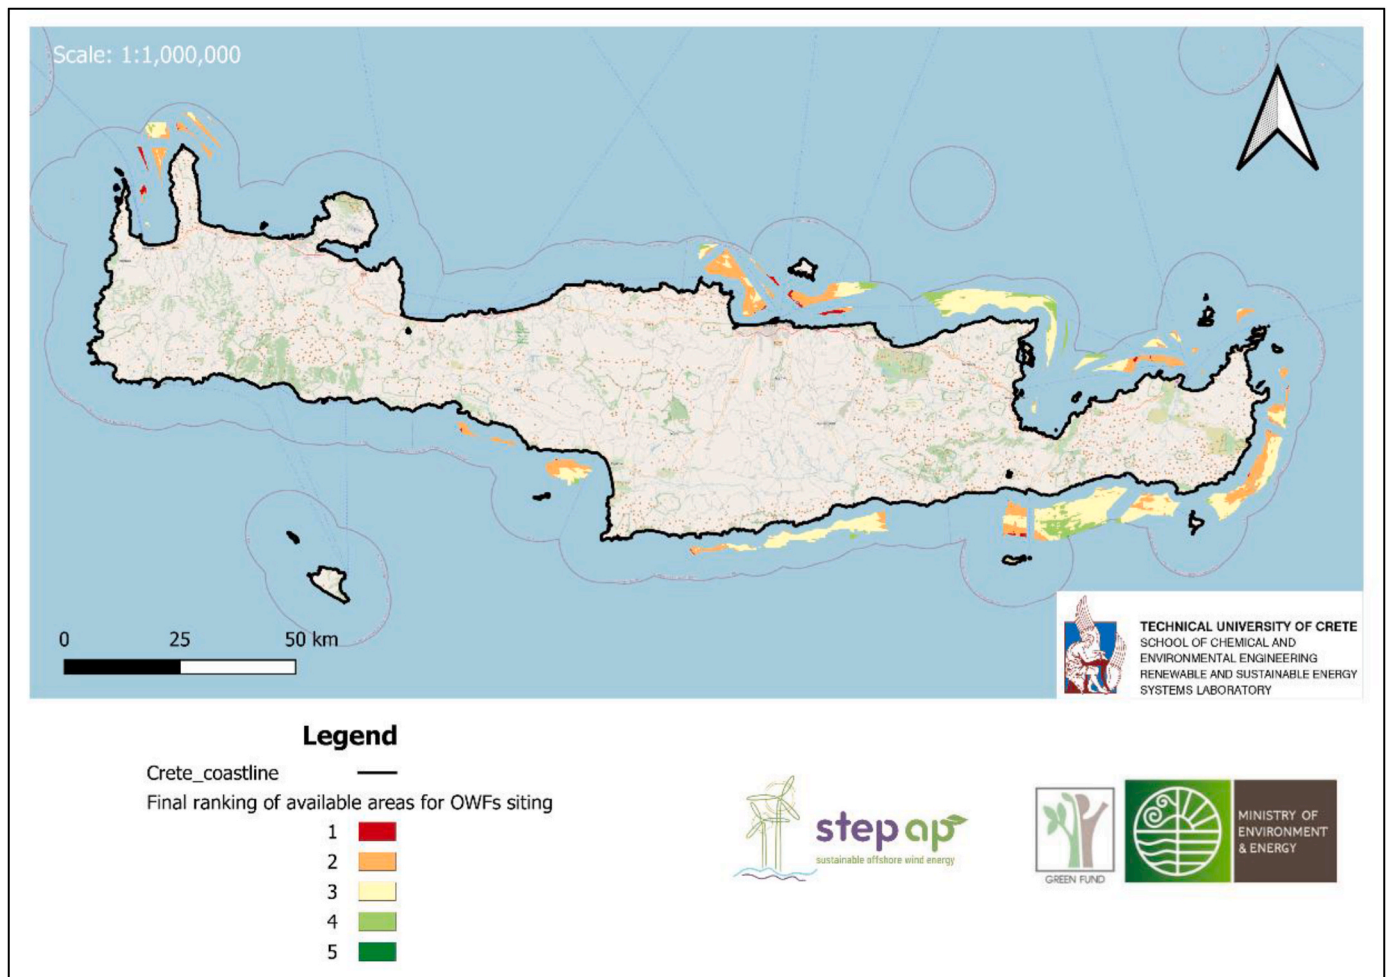 Scale: 1:1,000,000
0 25 50 km
TECHNICAL UNIVERSITY OF CRETE
SCHOOL OF CHEMICAL AND
ENVIRONMENTAL ENGINEERING
RENEWABLE AND SUSTAINABLE ENERGY
SYSTEMS LABORATORY
Legend
Crete_coastline
Final ranking of available areas for OWFs siting
1
2
3
4
5
step ap
sustainable offshore wind energy
GREEN FUND
MINISTRY OF
ENVIRONMENT
& ENERGY